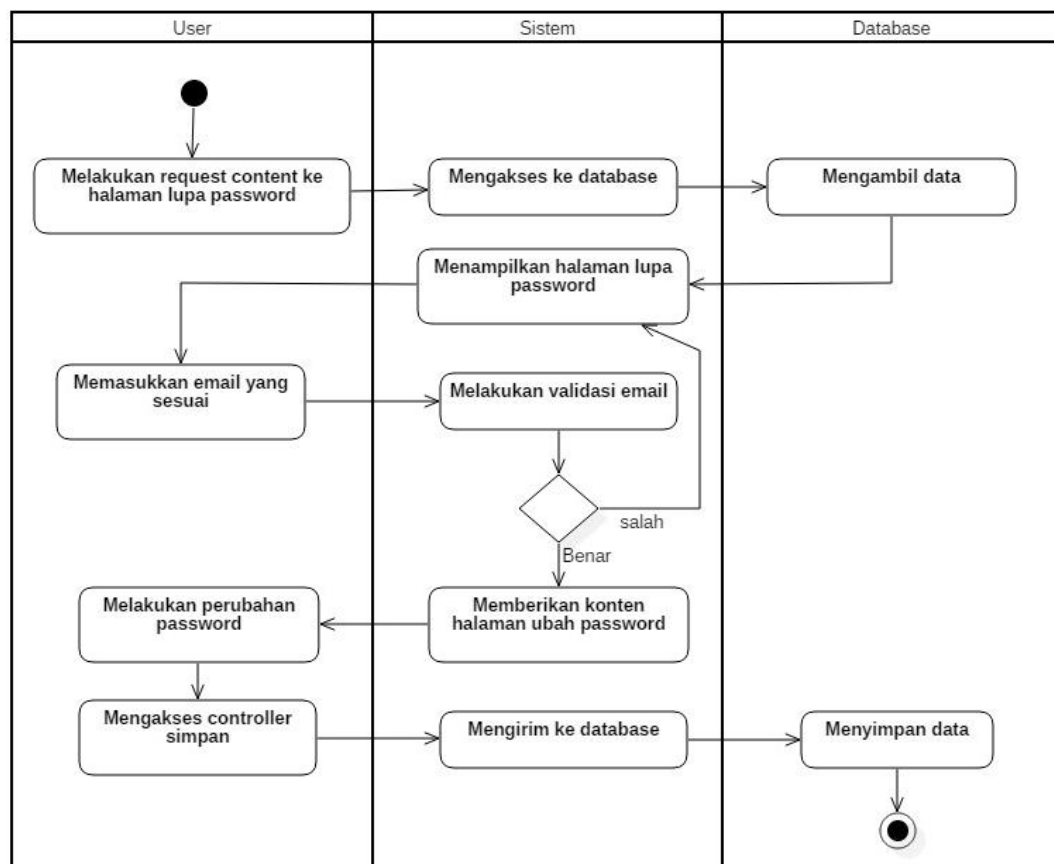 User
Sistem
Database
Melakukan request content ke
halaman lupa password
Mengakses ke database
Mengambil data
Menampilkan halaman lupa
password
Memasukkan email yang
sesuai
Melakukan validasi email
salah
Benar
Memberikan konten
halaman ubah password
Melakukan perubahan
password
Mengakses controller
simpan
Mengirim ke database
Menyimpan data